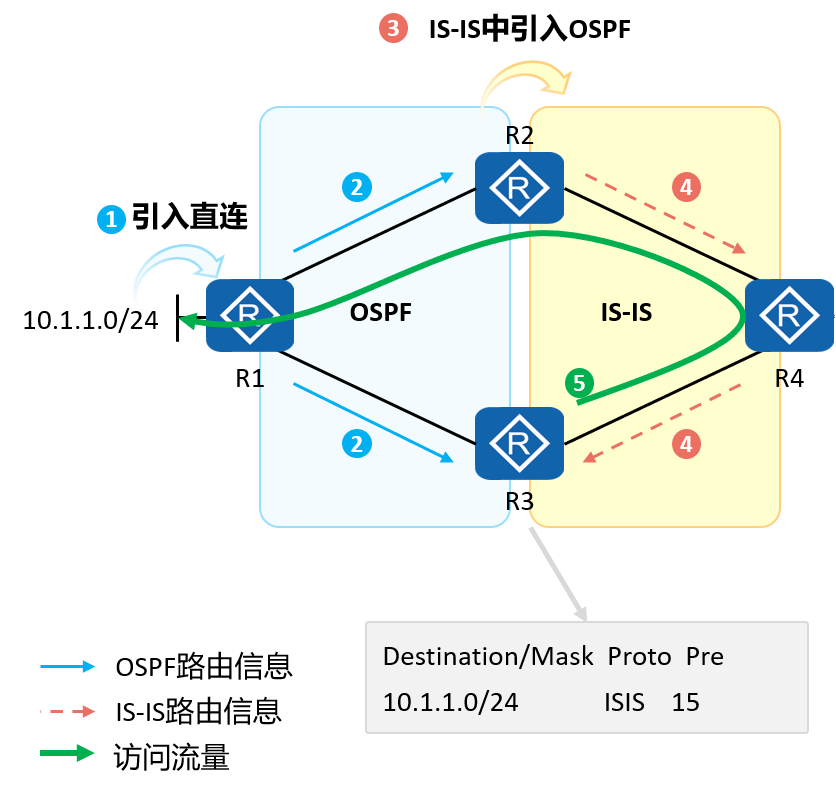 3 IS-IS中引入OSPF
R2
2
4
1 引入直连
R
10.1.1.0/24
R
OSPF
IS-IS
R
R1
5
R4
2
R
4
R3
Destination/Mask Proto Pre
10.1.1.0/24 ISIS 15
OSPF路由信息
IS-IS路由信息
访问流量